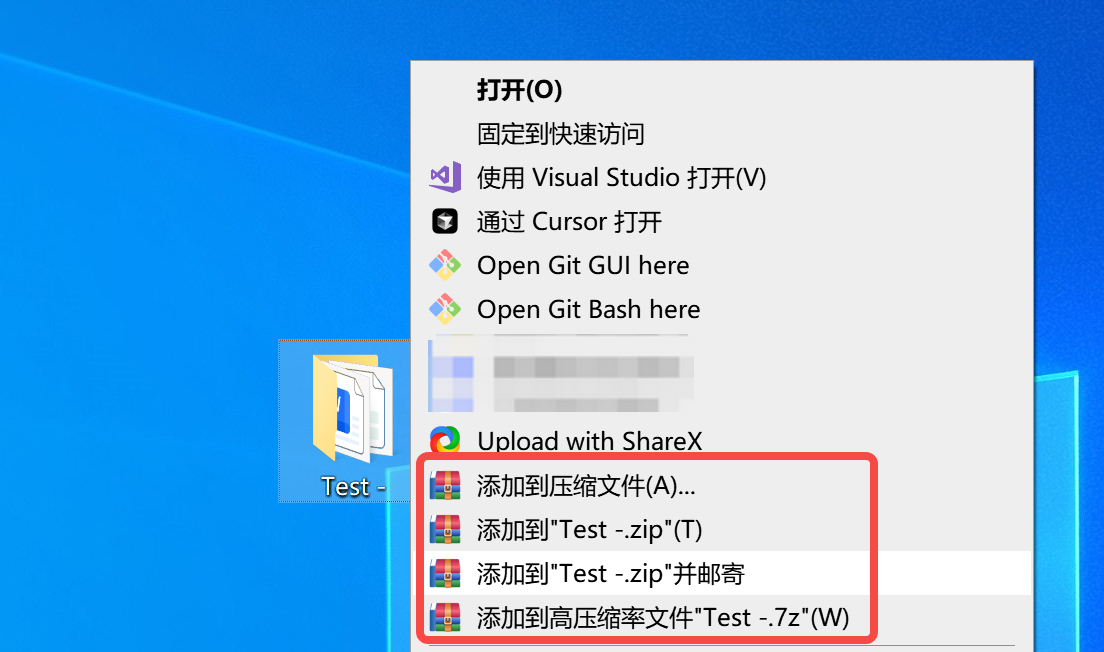 打开(O)
固定到快速访问
使用 Visual Studio 打开(V)
通过 Cursor 打开
Open Git GUI here
Open Git Bash here
Upload with ShareX
Test -
添加到压缩文件(A)...
添加到"Test -.zip"(T)
添加到"Test -.zip"并邮寄
添加到高压缩率文件"Test -.7z"(W)